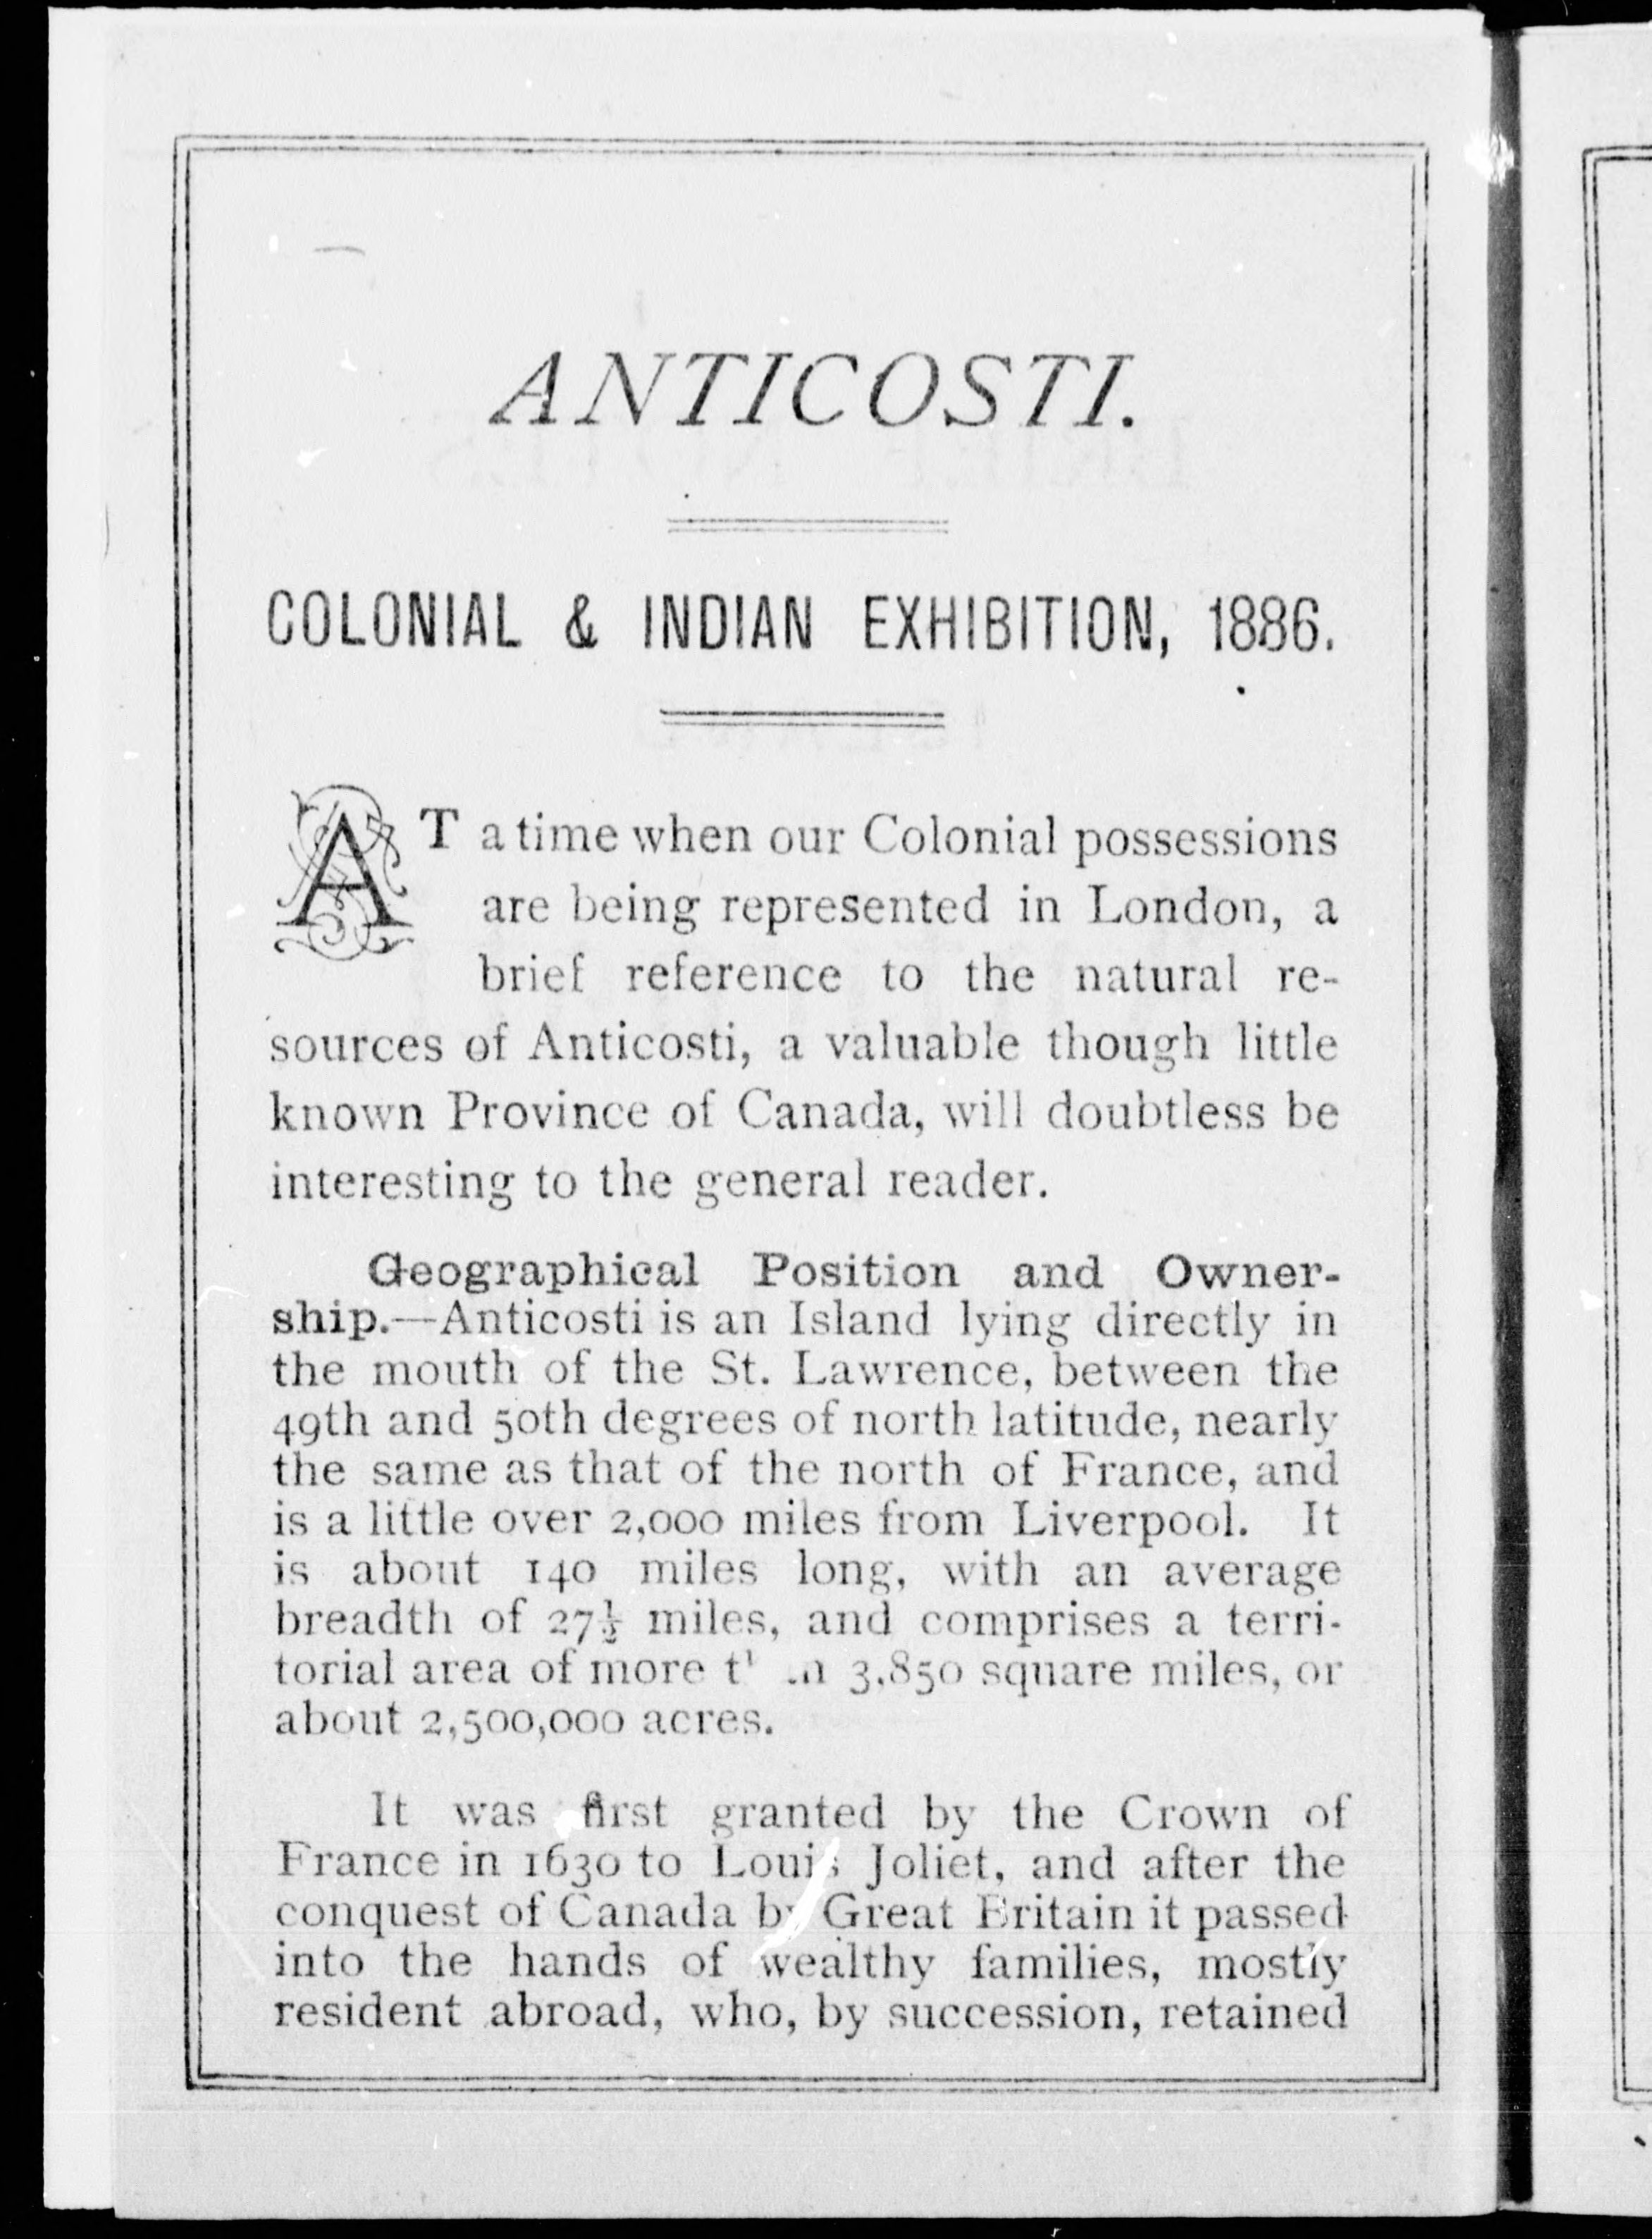 ANTICOSTI.
COLONIAL & INDIAN EXHIBITION, 1886.
AT a time when our Colonial possessions
are being represented in London, a
brief reference to the natural re-
sources of Anticosti, a valuable though little
known Province of Canada, will doubtless be
interesting to the general reader.
Geographical Position and Owner-
ship.—Anticosti is an Island lying directly in
the mouth of the St. Lawrence, between the
49th and 50th degrees of north latitude, nearly
the same as that of the north of France, and
is a little over 2,000 miles from Liverpool. It
is about 140 miles long, with an average
breadth of 27½ miles, and comprises a terri-
torial area of more 3,850 square miles, or
about 2,500,000 acres.
It was first granted by the Crown of
France in 1630 to Louis Joliet, and after the
conquest of Canada by Great Britain it passed
into the hands of wealthy families, mostly
resident abroad, who, by succession, retained